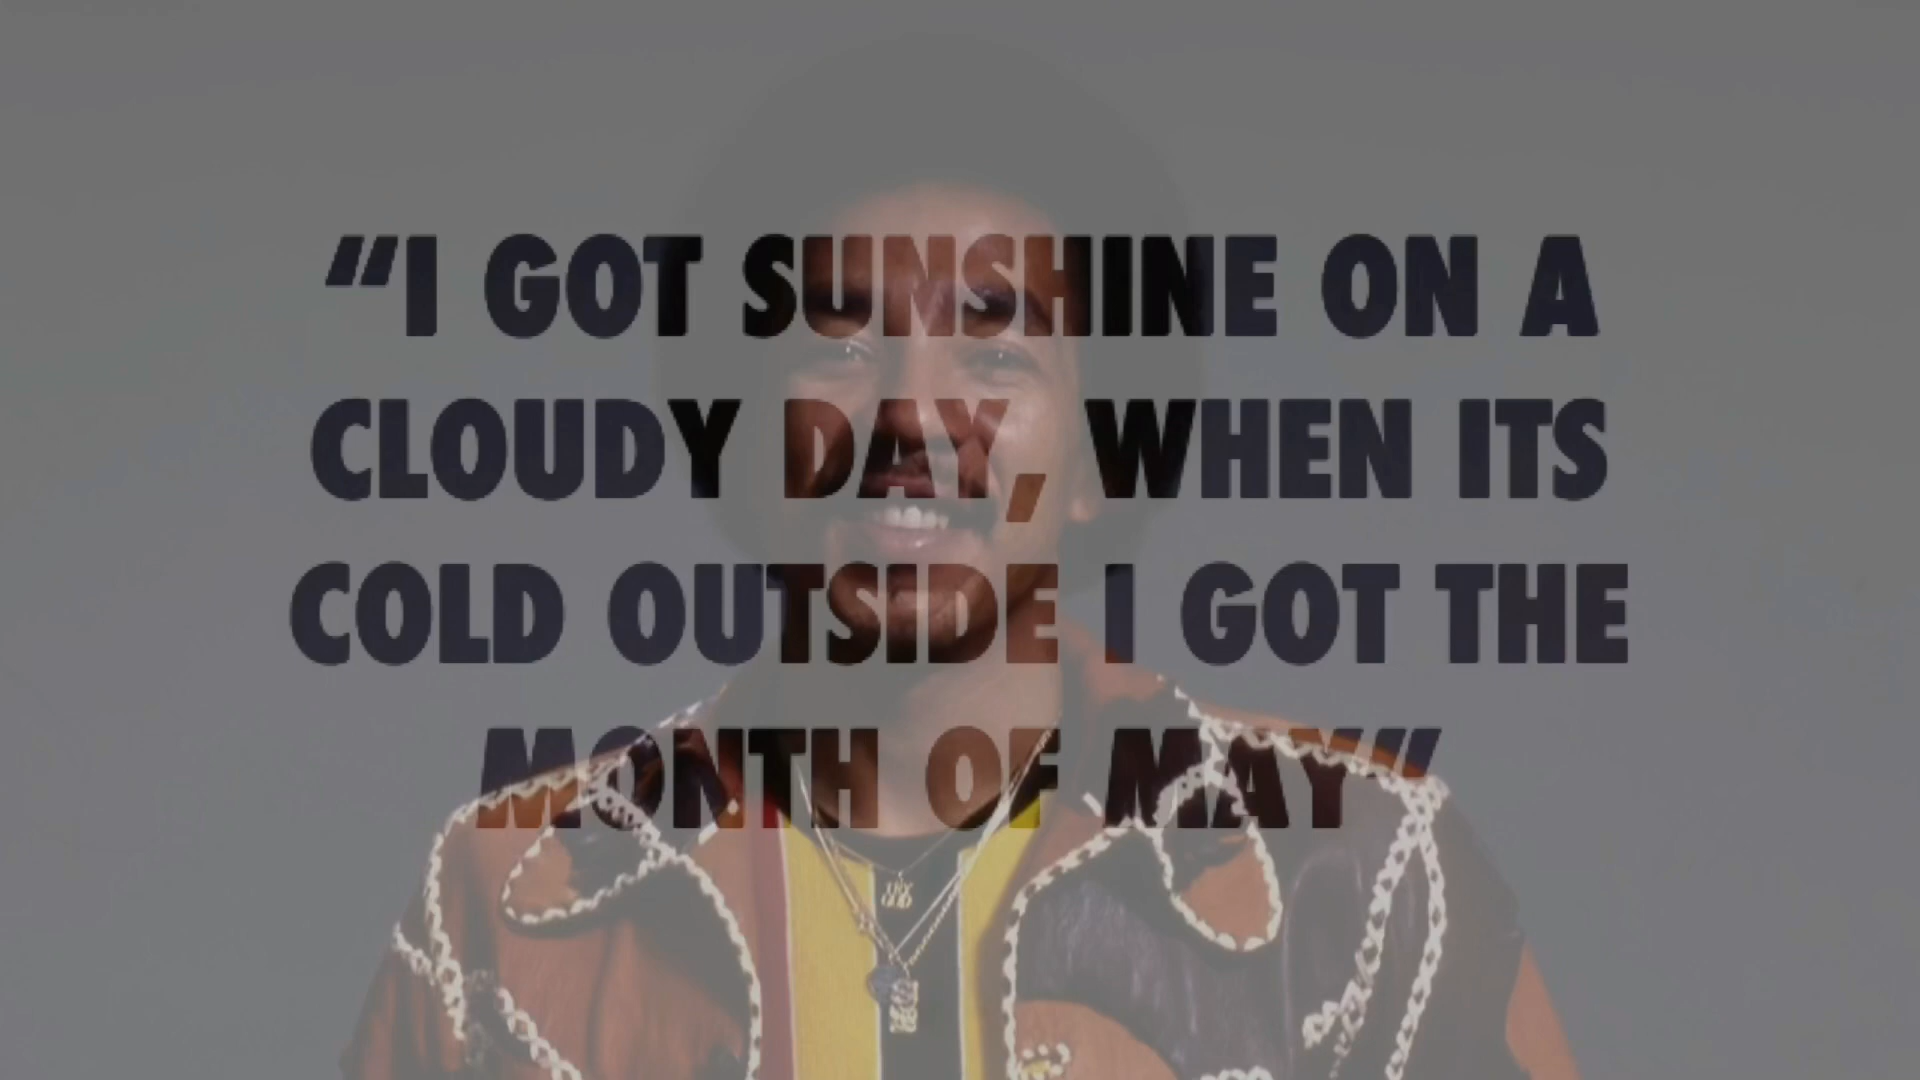 “I GOT SUNSHINE ON A
CLOUDY DAY, WHEN ITS
COLD OUTSIDE I GOT THE
MONTH OF MAY“